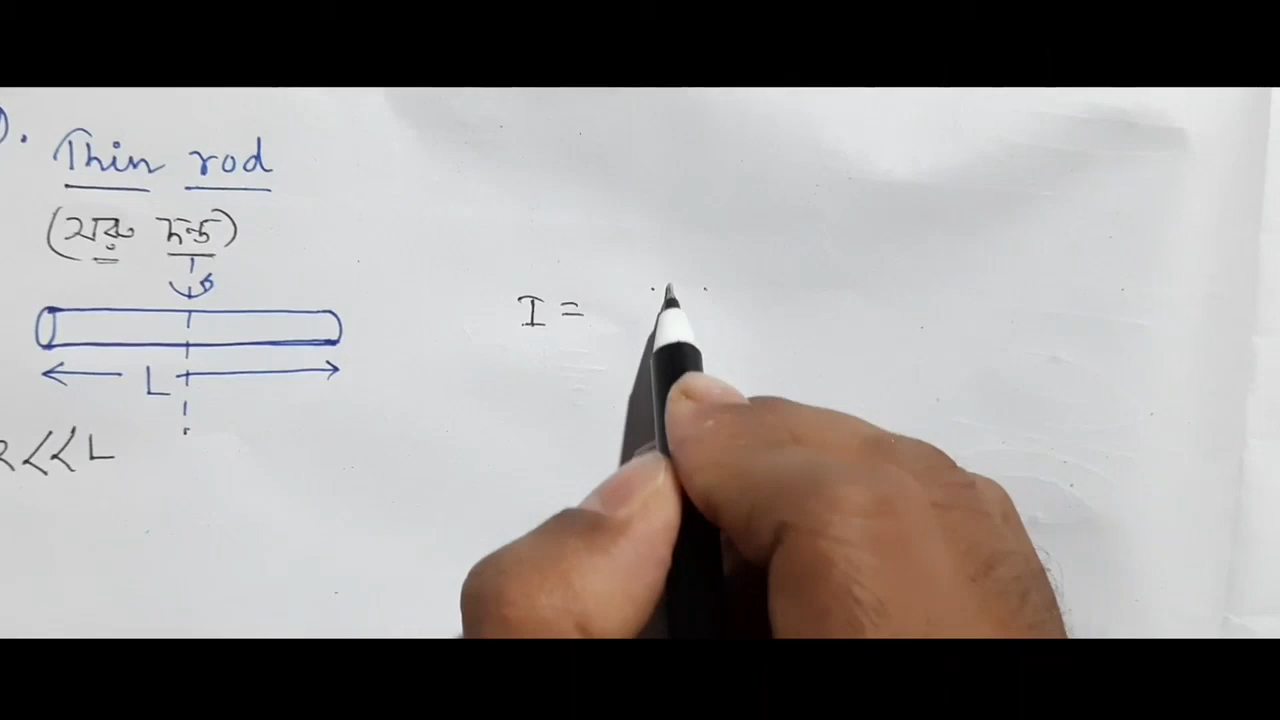 Thin rod
(সরু দন্ড)
I =
L
<< L